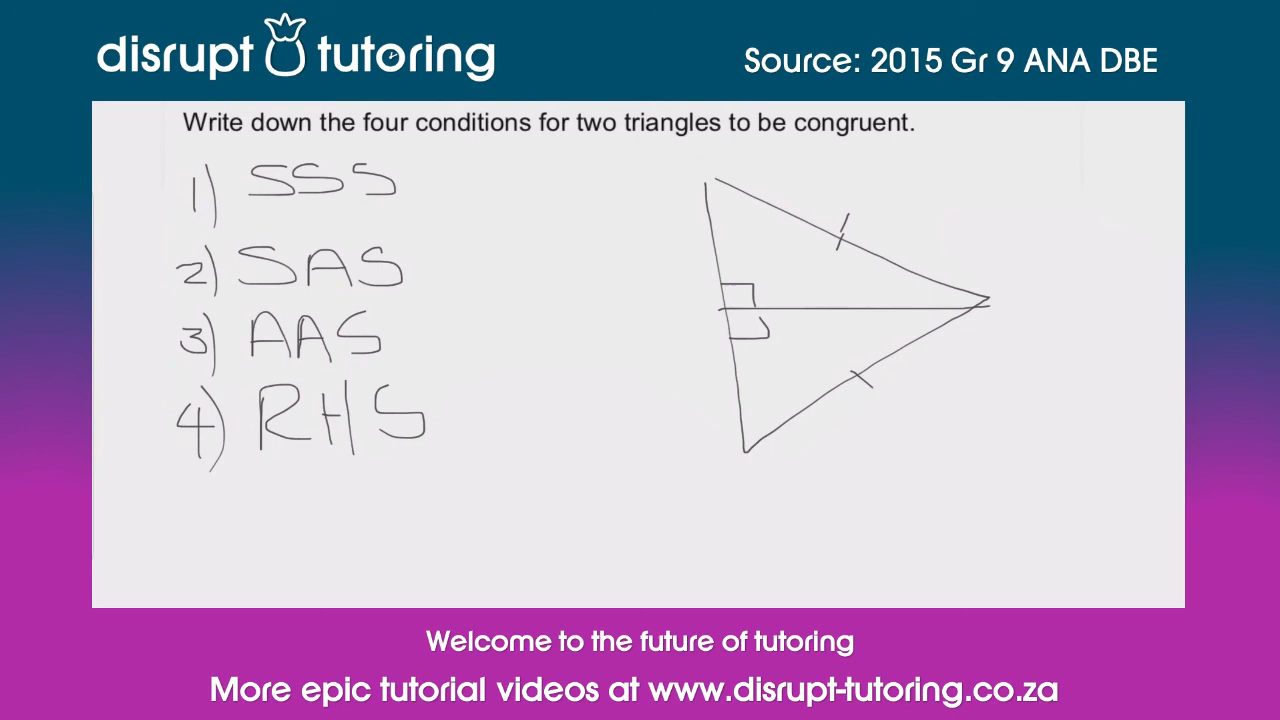 disrupt tutoring
Source: 2015 Gr 9 ANA DBE
Write down the four conditions for two triangles to be congruent.
1) SSS
2) SAS
3) AAS
4) RHS
Welcome to the future of tutoring
More epic tutorial videos at www.disrupt-tutoring.co.za